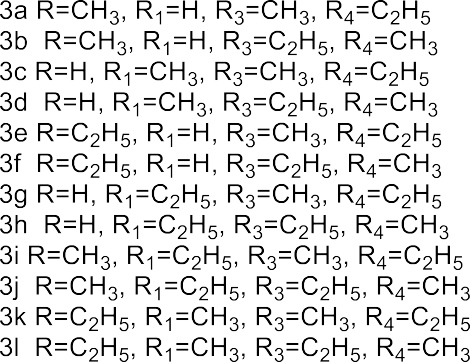 3a R=CH₃, R₁=H, R₃=CH₃, R₄=C₂H₅
3b R=CH₃, R₁=H, R₃=C₂H₅, R₄=CH₃
3c R=H, R₁=CH₃, R₃=CH₃, R₄=C₂H₅
3d R=H, R₁=CH₃, R₃=C₂H₅, R₄=CH₃
3e R=C₂H₅, R₁=H, R₃=CH₃, R₄=C₂H₅
3f R=C₂H₅, R₁=H, R₃=C₂H₅, R₄=CH₃
3g R=H, R₁=C₂H₅, R₃=CH₃, R₄=C₂H₅
3h R=H, R₁=C₂H₅, R₃=C₂H₅, R₄=CH₃
3i R=CH₃, R₁=C₂H₅, R₃=CH₃, R₄=C₂H₅
3j R=CH₃, R₁=C₂H₅, R₃=C₂H₅, R₄=CH₃
3k R=C₂H₅, R₁=CH₃, R₃=CH₃, R₄=C₂H₅
3l R=C₂H₅, R₁=CH₃, R₃=C₂H₅, R₄=CH₃